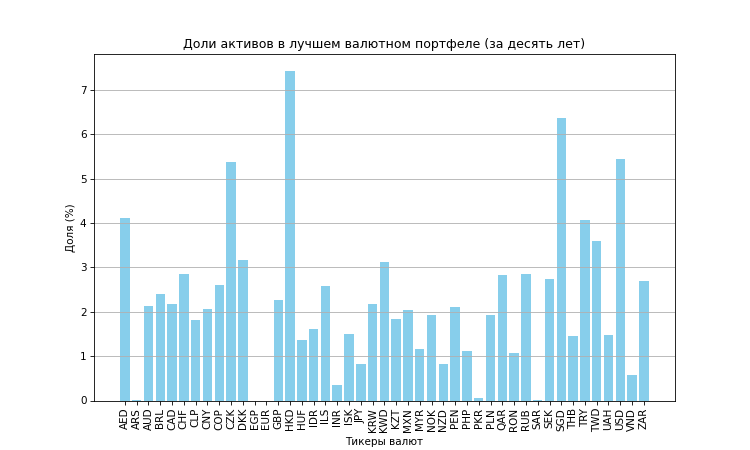 Доли активов в лучшем валютном портфеле (за десять лет)
Доля (%)
7
6
5
4
3
2
1
0
AED ARS AUD BRL CAD CHF CLP CNY COP CZK DKK EGP EUR GBP HKD HUF IDR ILS INR ISK JPY KRW KWD KZT MXN MYR NOK NZD PEN PHP PKR PLN QAR RON RUB SAR SEK SGD THB TRY TWD UAH USD VND ZAR
Тикеры валют